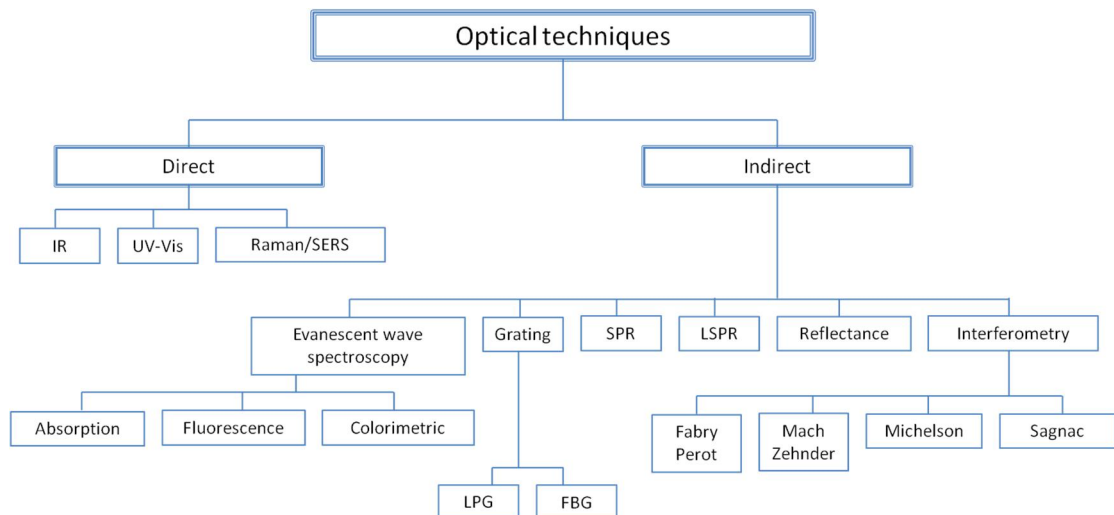 Optical techniques
Direct
Indirect
IR
UV-Vis
Raman/SERS
Evanescent wave
spectroscopy
Grating
SPR
LSPR
Reflectance
Interferometry
Absorption
Fluorescence
Colorimetric
Fabry
Perot
Mach
Zehnder
Michelson
Sagnac
LPG
FBG